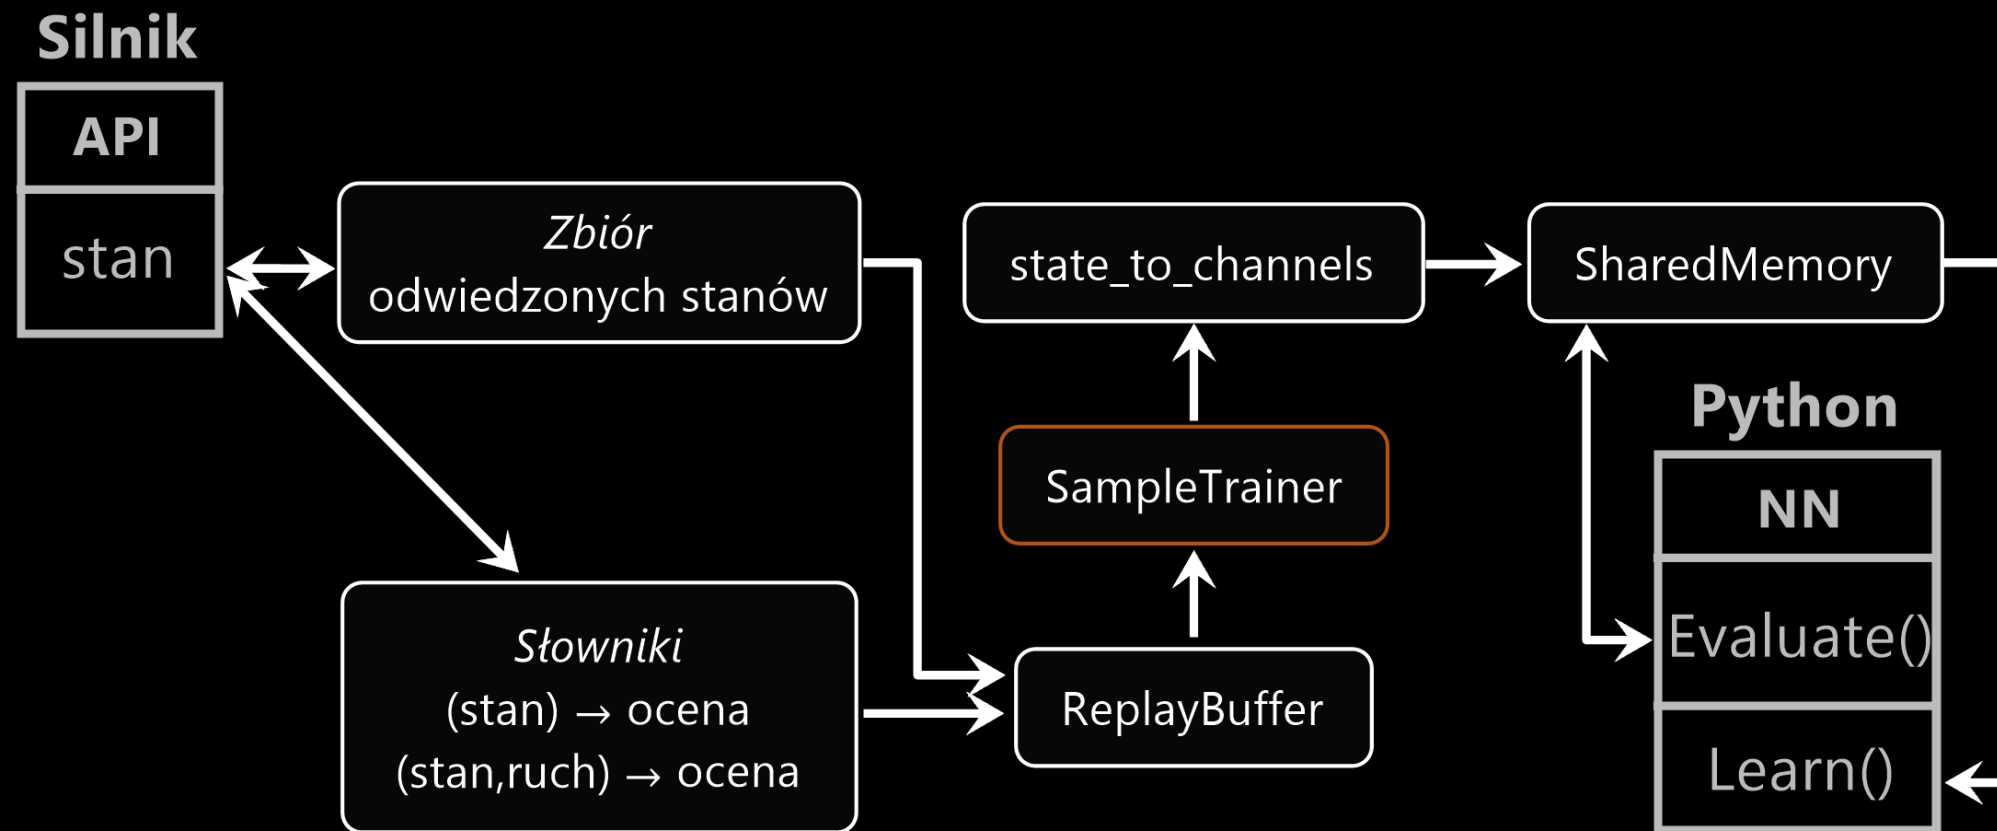 Silnik
API
stan
Zbiór
odwiedzonych stanów
Słowniki
(stan) → ocena
(stan,ruch) → ocena
state_to_channels
SampleTrainer
ReplayBuffer
SharedMemory
Python
NN
Evaluate()
Learn()